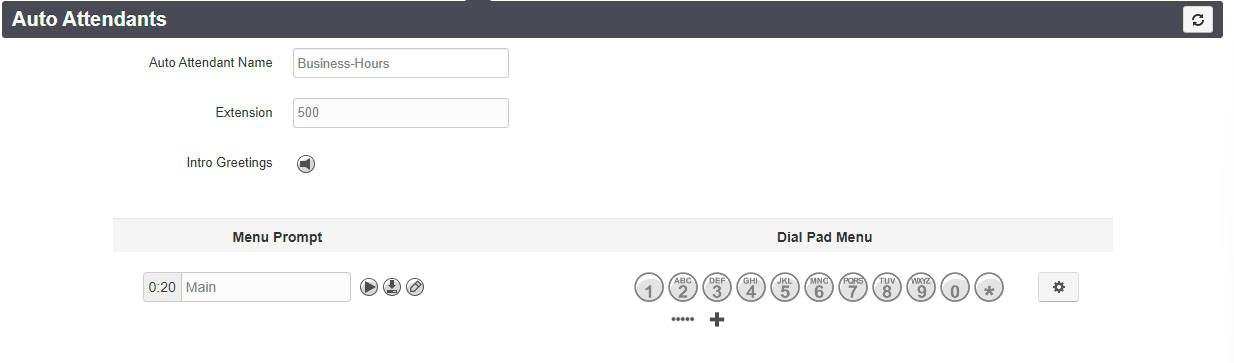 Auto Attendants
Auto Attendant Name Business-Hours
Extension 500
Intro Greetings
Menu Prompt Dial Pad Menu
0:20 Main 1 ABC 2 DEF 3 GHI 4 JKL 5 MNO 6 PQRS 7 TUV 8 WXYZ 9 0 *